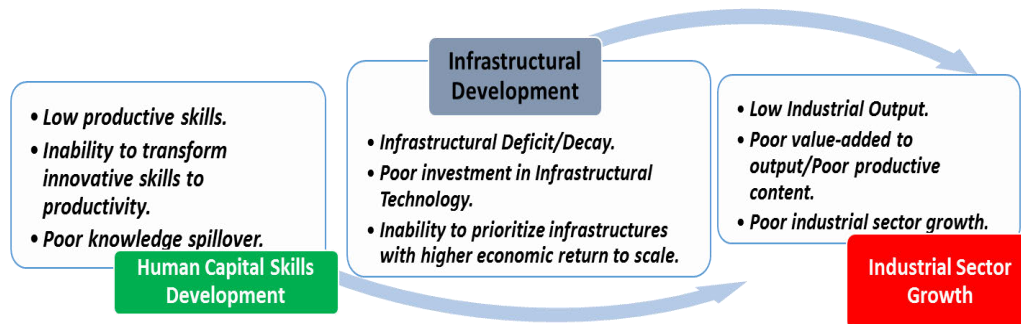 • Low productive skills.
• Inability to transform
innovative skills to
productivity.
• Poor knowledge spillover.
Human Capital Skills
Development
Infrastructural
Development
• Infrastructural Deficit/Decay.
• Poor investment in Infrastructural
Technology.
• Inability to prioritize infrastructures
with higher economic return to scale.
• Low Industrial Output.
• Poor value-added to
output/Poor productive
content.
• Poor industrial sector growth.
Industrial Sector
Growth